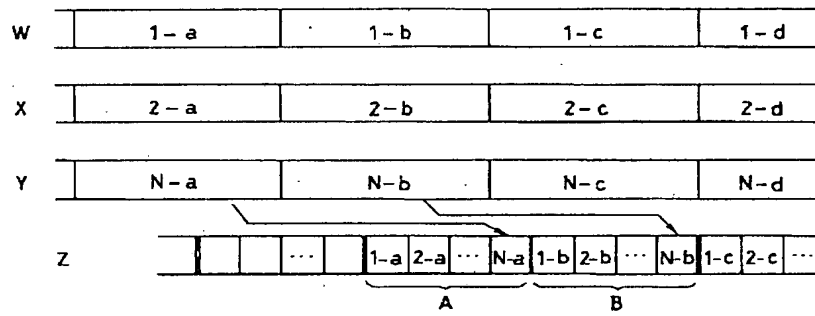 W 1-a 1-b 1-c 1-d
X 2-a 2-b 2-c 2-d
Y N-a N-b N-c N-d
Z ... 1-a 2-a ... N-a 1-b 2-b ... N-b 1-c 2-c ...
A B